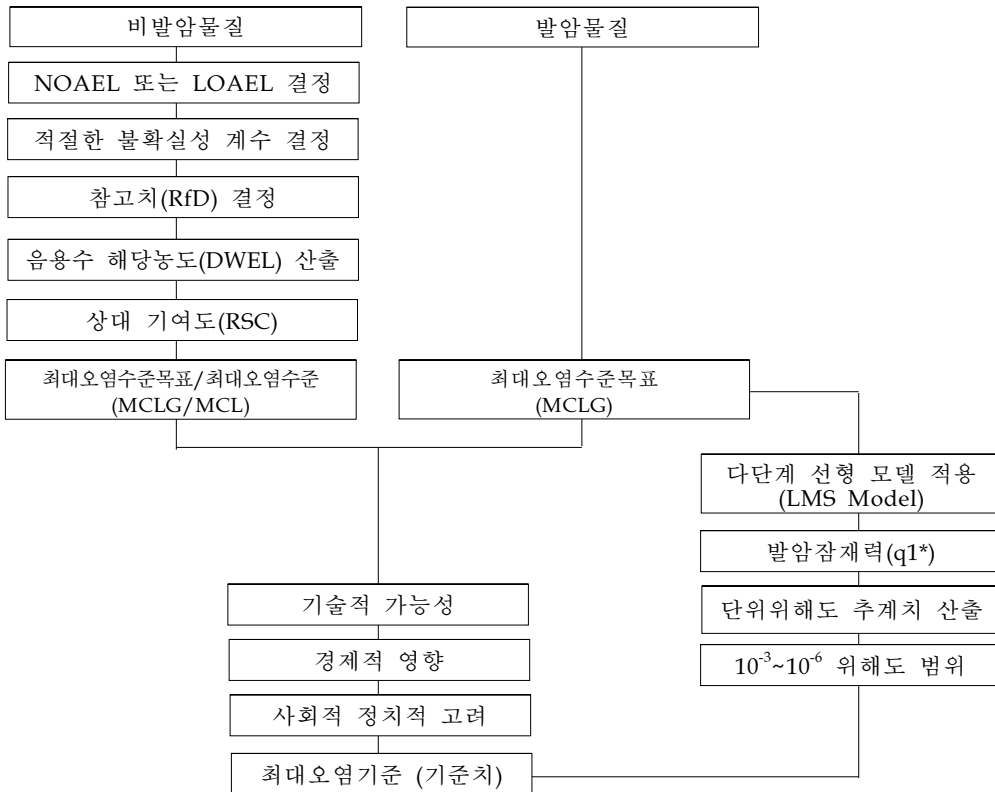 비발암물질
발암물질
NOAEL 또는 LOAEL 결정
적절한 불확실성 계수 결정
참고치(RfD) 결정
음용수 해당농도(DWEL) 산출
상대 기여도(RSC)
최대오염수준목표/최대오염수준
(MCLG/MCL)
최대오염수준목표
(MCLG)
다단계 선형 모델 적용
(LMS Model)
발암잠재력(q1*)
단위위해도 추계치 산출
10⁻³~10⁻⁶ 위해도 범위
기술적 가능성
경제적 영향
사회적 정치적 고려
최대오염기준 (기준치)